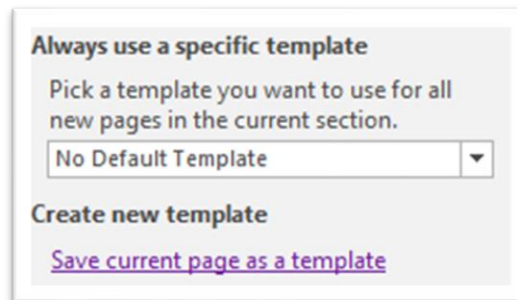 Always use a specific template
Pick a template you want to use for all
new pages in the current section.
No Default Template
Create new template
Save current page as a template